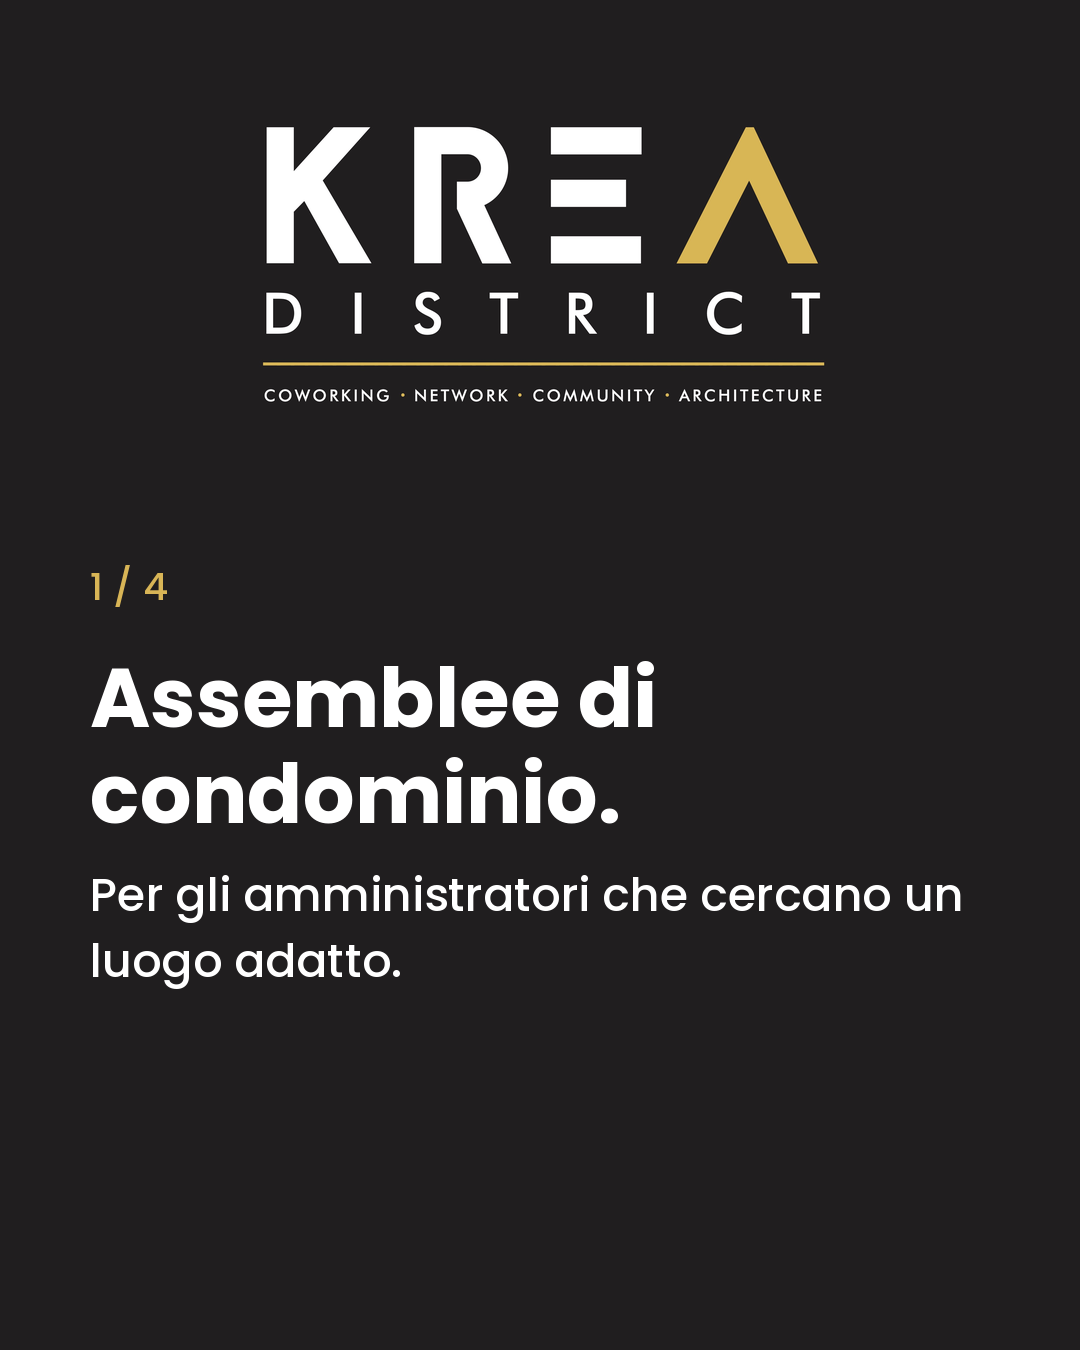 KREA
DISTRICT
COWORKING • NETWORK • COMMUNITY • ARCHITECTURE
1 / 4
Assemblee di
condominio.
Per gli amministratori che cercano un
luogo adatto.